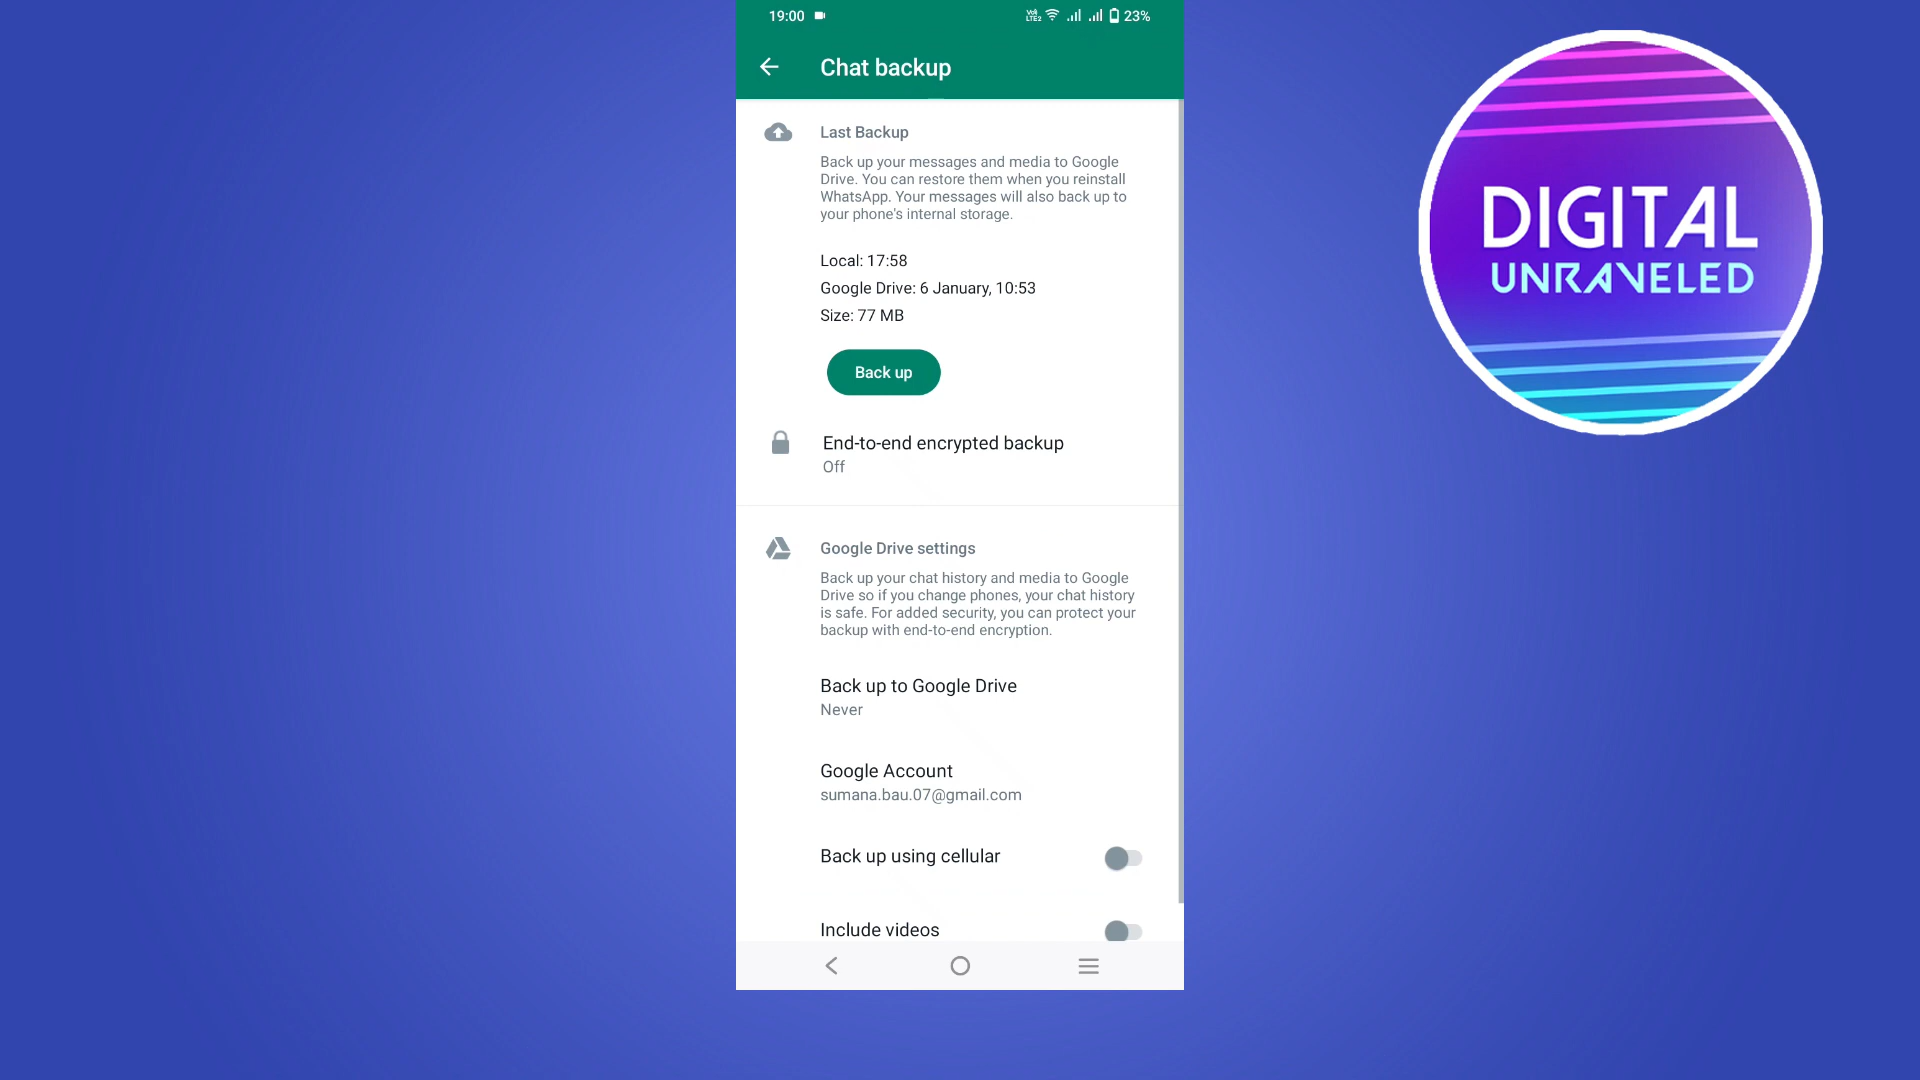 19:00
VoI) LTE2
23%
Chat backup
Last Backup
Back up your messages and media to Google
Drive. You can restore them when you reinstall
WhatsApp. Your messages will also back up to
your phone's internal storage.
Local: 17:58
Google Drive: 6 January, 10:53
Size: 77 MB
Back up
End-to-end encrypted backup
Off
Google Drive settings
Back up your chat history and media to Google
Drive so if you change phones, your chat history
is safe. For added security, you can protect your
backup with end-to-end encryption.
Back up to Google Drive
Never
Google Account
sumana.bau.07@gmail.com
Back up using cellular
Include videos
DIGITAL
UNRAVELED